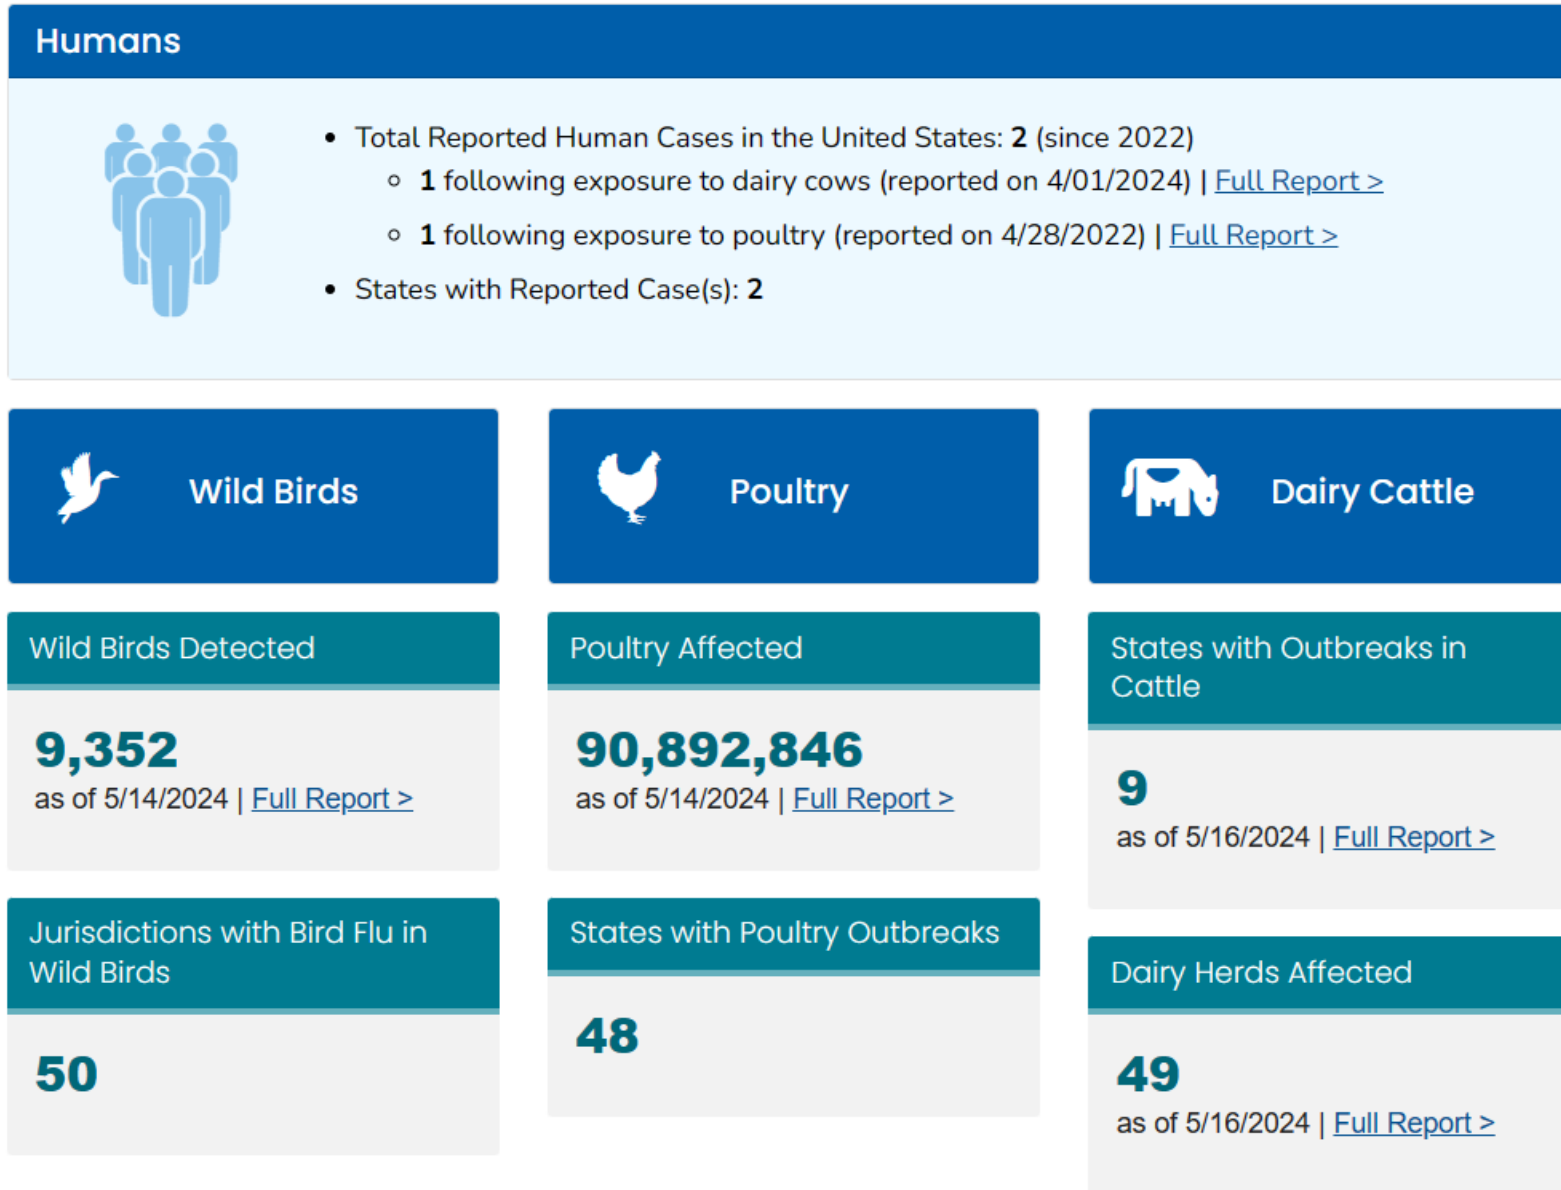 Humans
Total Reported Human Cases in the United States: 2 (since 2022)
1 following exposure to dairy cows (reported on 4/01/2024) | Full Report >
1 following exposure to poultry (reported on 4/28/2022) | Full Report >
States with Reported Case(s): 2
Wild Birds
Wild Birds Detected
9,352
as of 5/14/2024 | Full Report >
Jurisdictions with Bird Flu in
Wild Birds
50
Poultry
Poultry Affected
90,892,846
as of 5/14/2024 | Full Report >
States with Poultry Outbreaks
48
Dairy Cattle
States with Outbreaks in
Cattle
9
as of 5/16/2024 | Full Report >
Dairy Herds Affected
49
as of 5/16/2024 | Full Report >